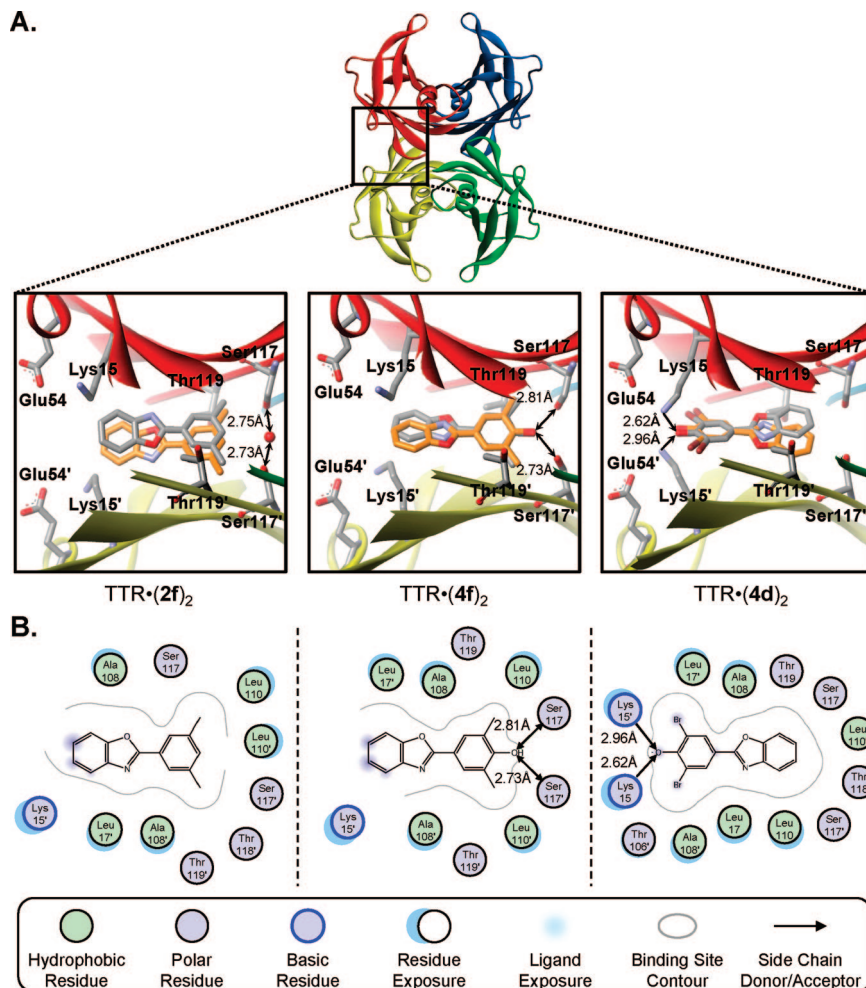 A.
Glu54
Lys15
Thr119
Ser117
2.75Å
2.73Å
Glu54'
Lys15'
Thr119'
Ser117'
TTR•(2f)2
Glu54
Lys15
Thr119
Ser117
2.81Å
2.73Å
Glu54'
Lys15'
Thr119'
Ser117'
TTR•(4f)2
Glu54
Lys15
Thr119
Ser117
2.62Å
2.96Å
Glu54'
Lys15'
Thr119'
Ser117'
TTR•(4d)2
B.
Ala
108
Ser
117
Leu
110
Leu
110'
Ser
117'
Thr
118'
Thr
119'
Ala
108'
Leu
17'
Lys
15'
O
N
Leu
17'
Ala
108
Thr
119
Leu
110
Ser
117
2.81Å
OH
2.73Å
Ser
117'
Leu
110'
Thr
119'
Ala
108'
Lys
15'
O
N
Leu
17'
Ala
108
Thr
119
Ser
117
Leu
110'
Thr
118'
Ser
117'
Leu
110
Leu
17
Ala
108'
Thr
106'
Lys
15'
2.96Å
2.62Å
Lys
15
Br
Br
O
N
Hydrophobic
Residue
Polar
Residue
Basic
Residue
Residue
Exposure
Ligand
Exposure
Binding Site
Contour
Side Chain
Donor/Acceptor